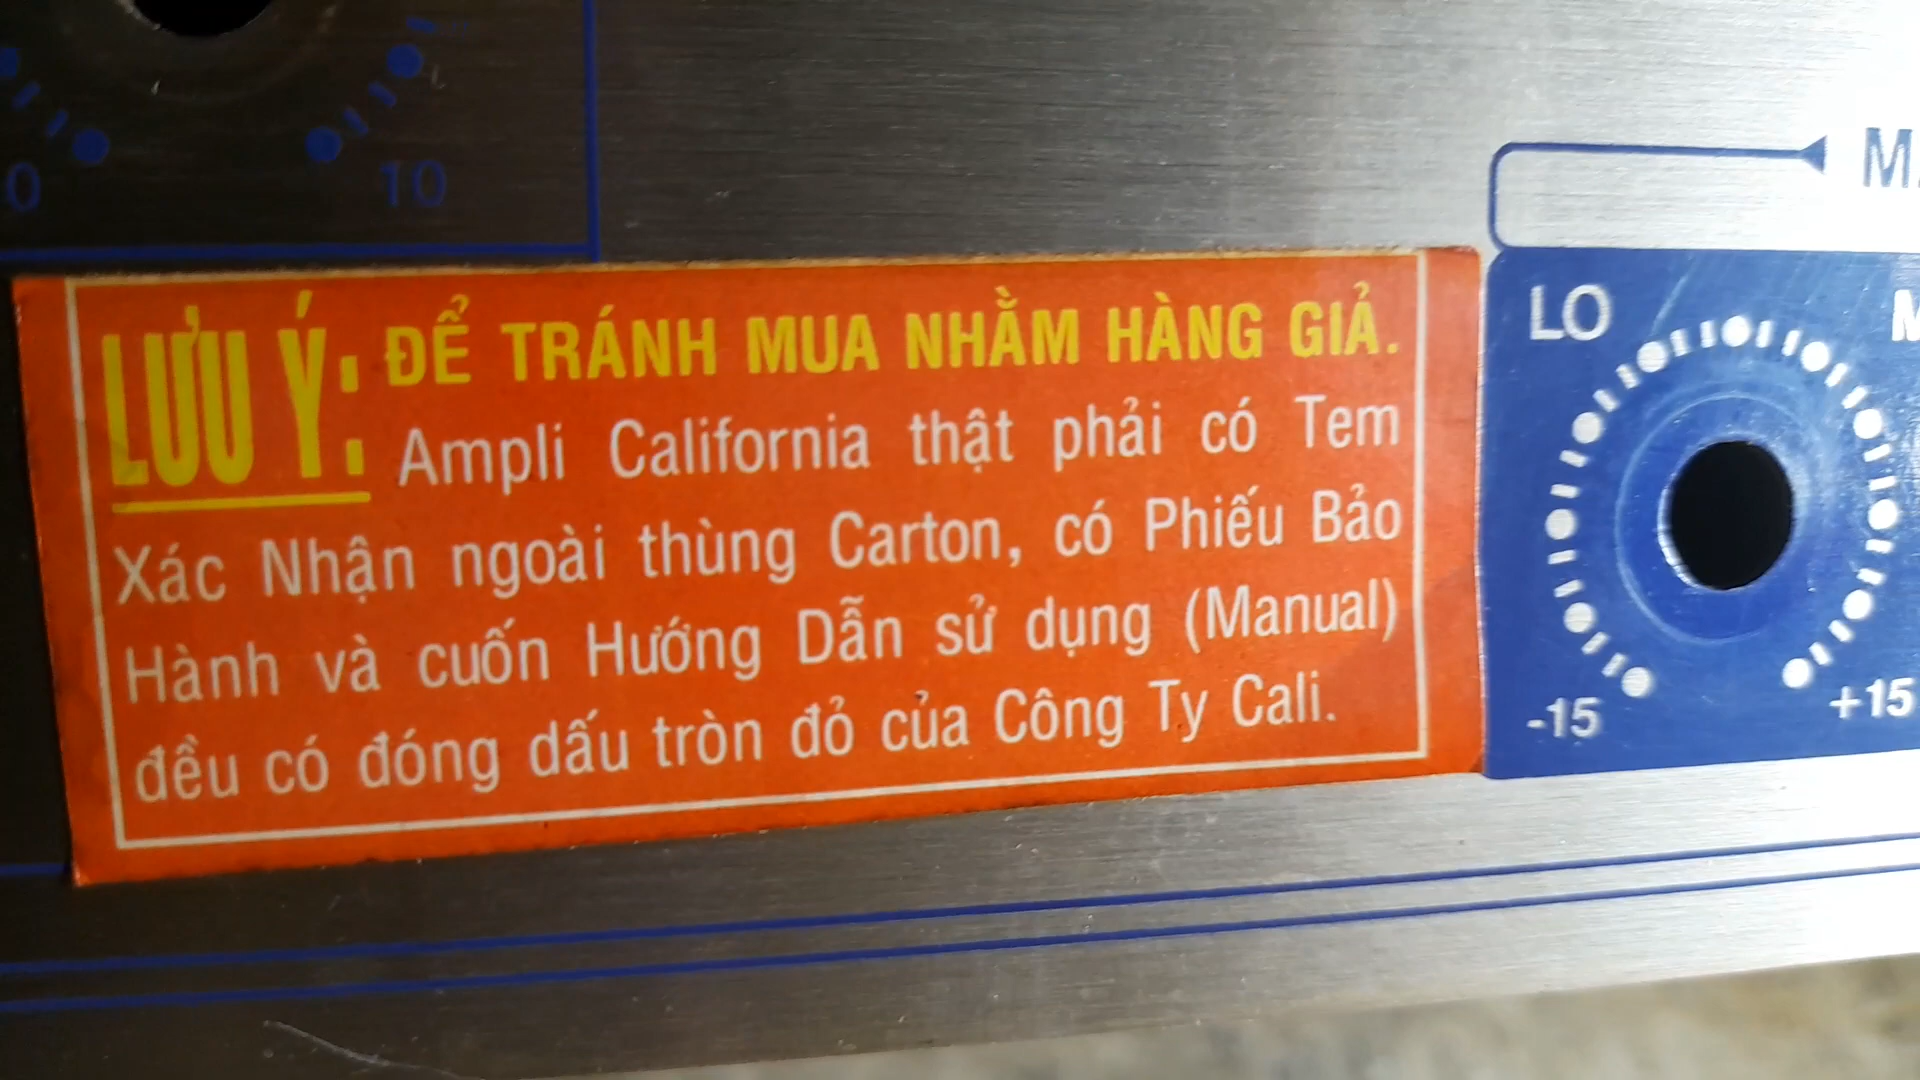 0
10
LƯU Ý: ĐỂ TRÁNH MUA NHẰM HÀNG GIẢ.
Ampli California thật phải có Tem
Xác Nhận ngoài thùng Carton, có Phiếu Bảo
Hành và cuốn Hướng Dẫn sử dụng (Manual)
đều có đóng dấu tròn đỏ của Công Ty Cali.
LO
-15
+15